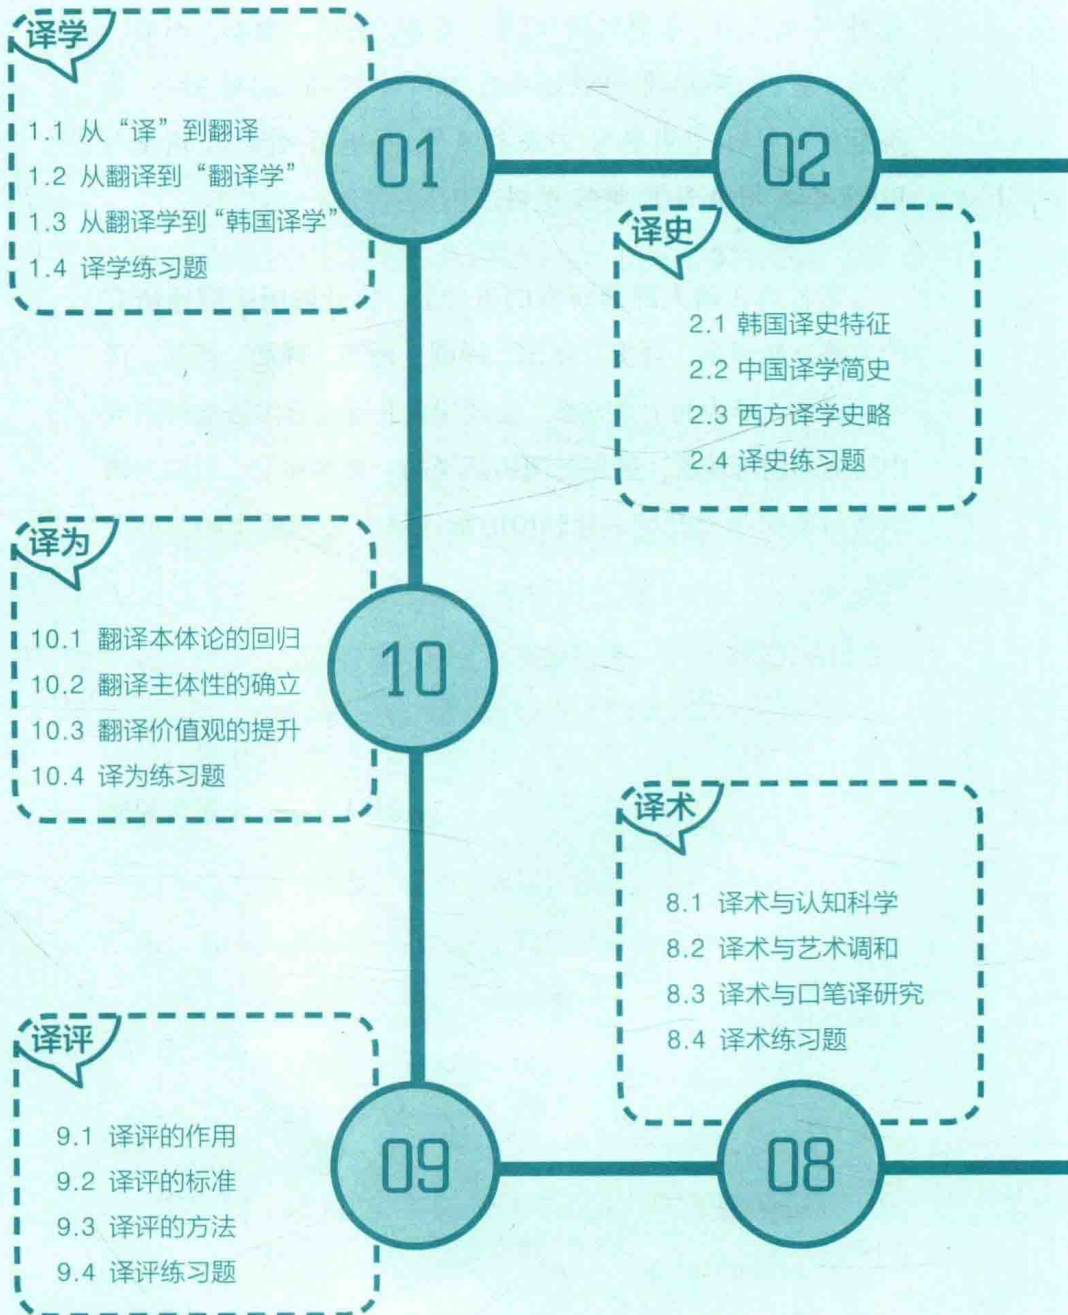 译学
1.1 从“译”到翻译
1.2 从翻译到“翻译学”
1.3 从翻译学到“韩国译学”
1.4 译学练习题
01
02
译史
2.1 韩国译史特征
2.2 中国译学简史
2.3 西方译学史略
2.4 译史练习题
译为
10.1 翻译本体论的回归
10.2 翻译主体性的确立
10.3 翻译价值观的提升
10.4 译为练习题
10
译术
8.1 译术与认知科学
8.2 译术与艺术调和
8.3 译术与口笔译研究
8.4 译术练习题
08
译评
9.1 译评的作用
9.2 译评的标准
9.3 译评的方法
9.4 译评练习题
09